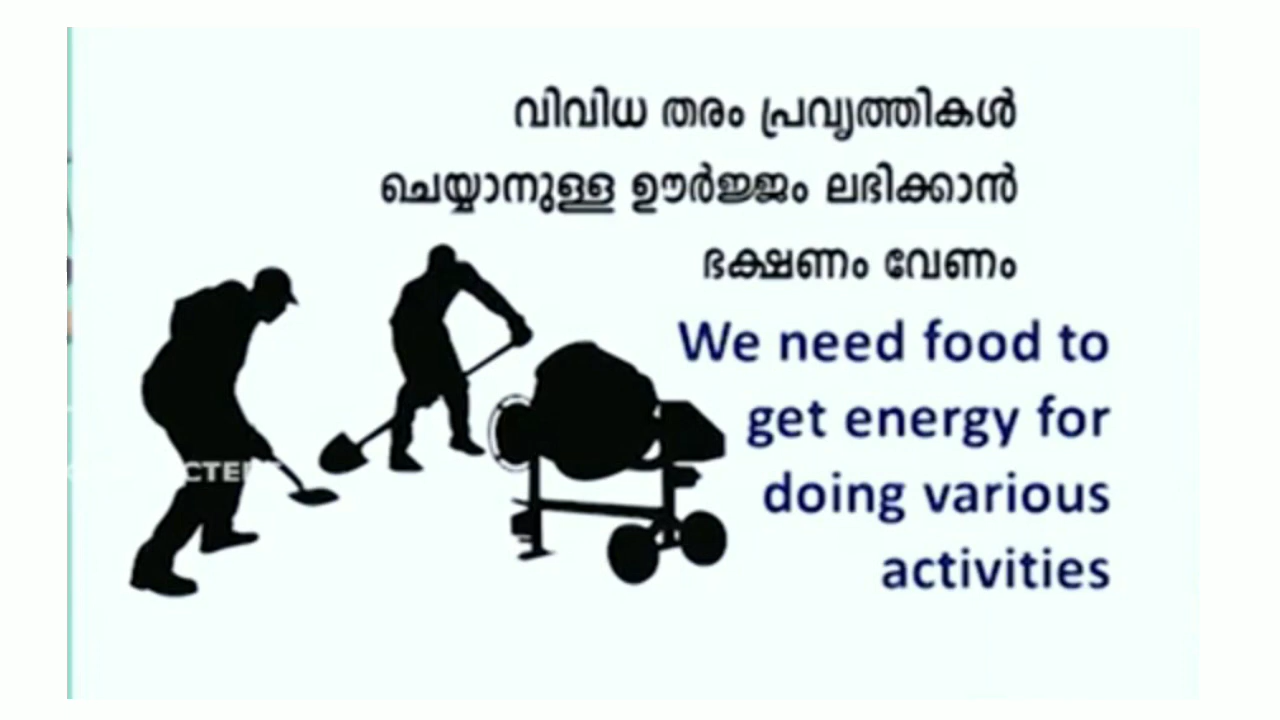 വിവിധ തരം പ്രവൃത്തികൾ
ചെയ്യാനുള്ള ഊർജ്ജം ലഭിക്കാൻ
ഭക്ഷണം വേണം
We need food to
get energy for
doing various
activities